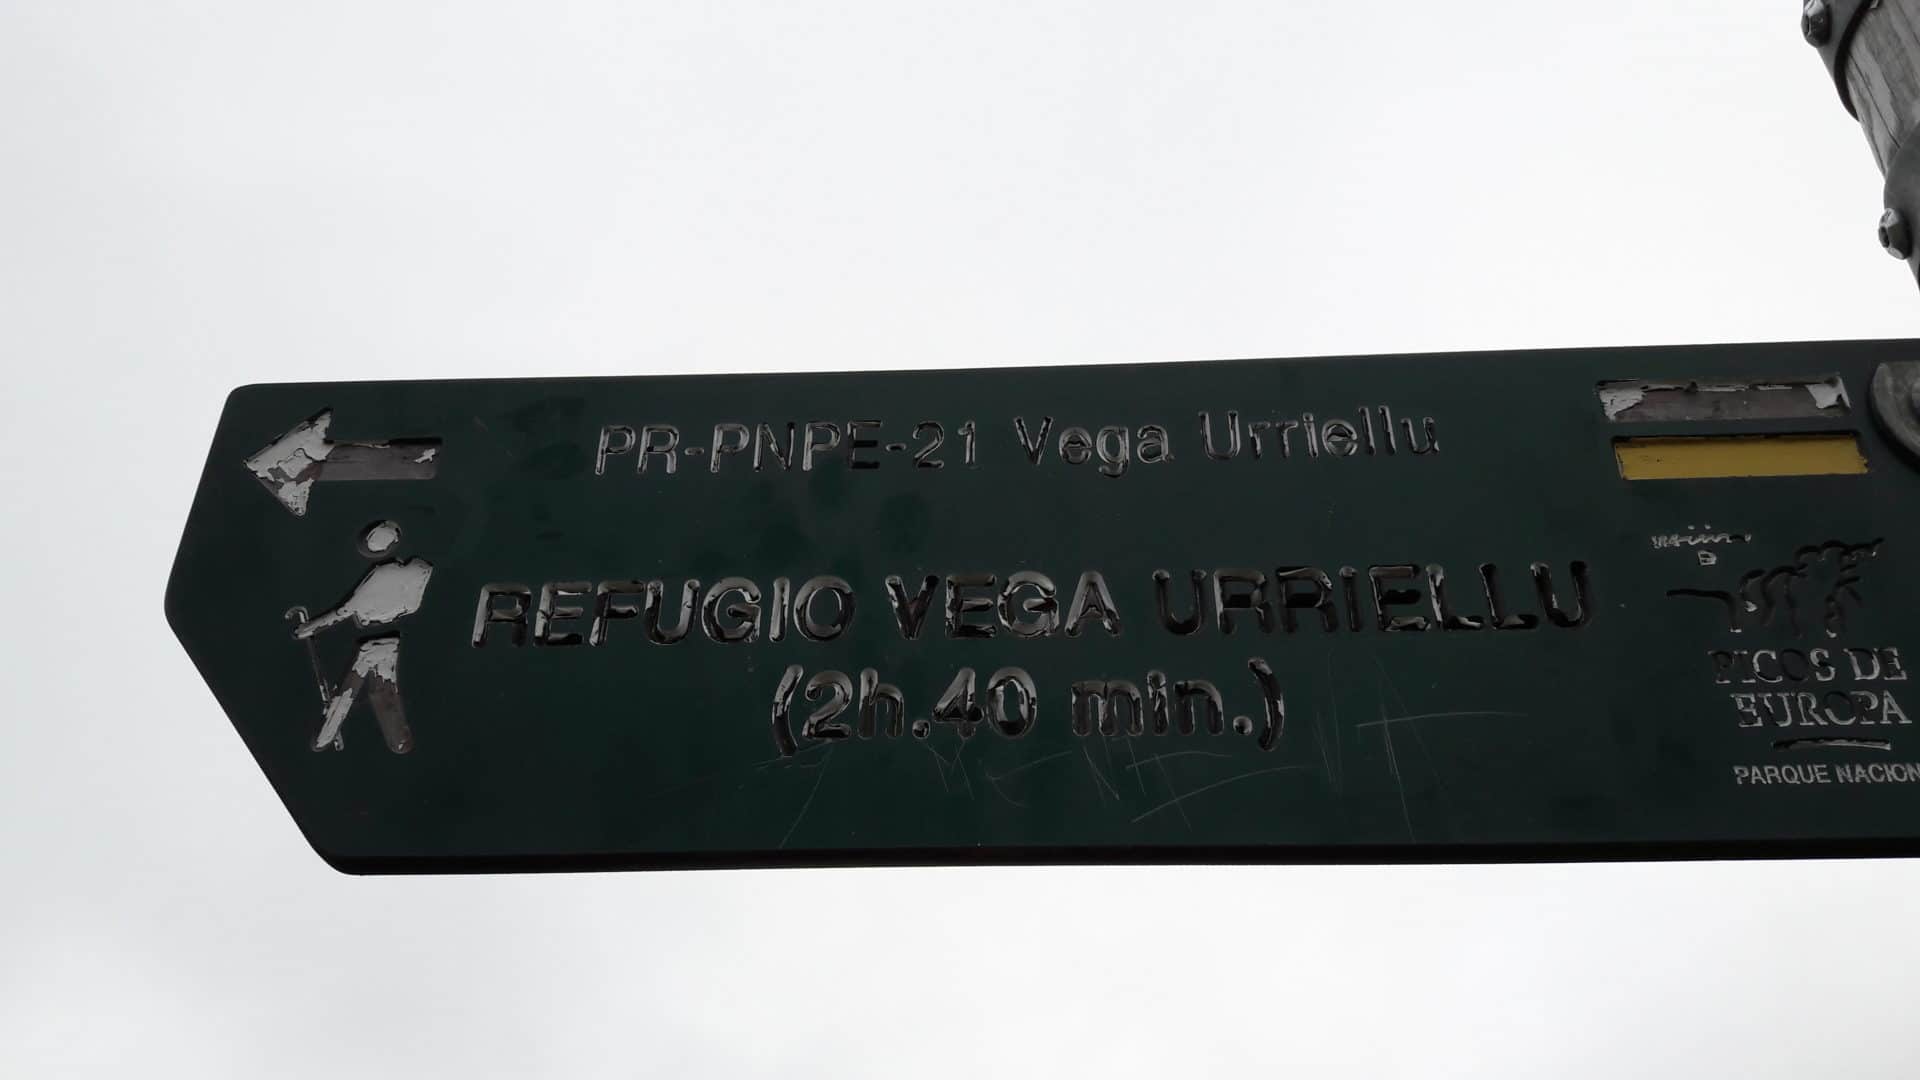 PR-PNPE-21 Vega Urriellu
REFUGIO VEGA URRIELLU
(2h.40 min.)
PICOS DE
EUROPA
PARQUE NACION